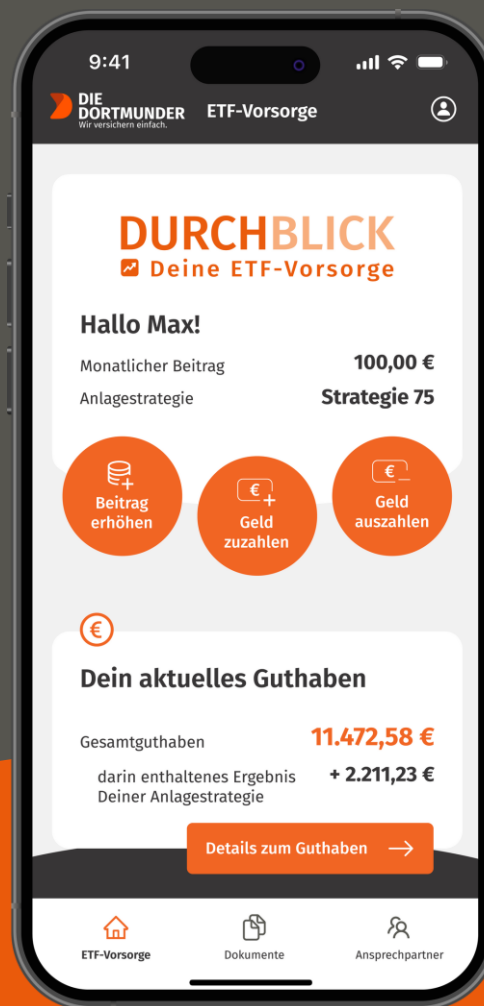 9:41
DIE
DORTMUNDER
Wir versichern einfach.
ETF-Vorsorge
DURCHBLICK
Deine ETF-Vorsorge
Hallo Max!
Monatlicher Beitrag 100,00 €
Anlagestrategie Strategie 75
Beitrag
erhöhen
€
Geld
zuzahlen
€
Geld
auszahlen
€
Dein aktuelles Guthaben
Gesamtguthaben 11.472,58 €
darin enthaltenes Ergebnis + 2.211,23 €
Deiner Anlagestrategie
Details zum Guthaben
ETF-Vorsorge
Dokumente
Ansprechpartner